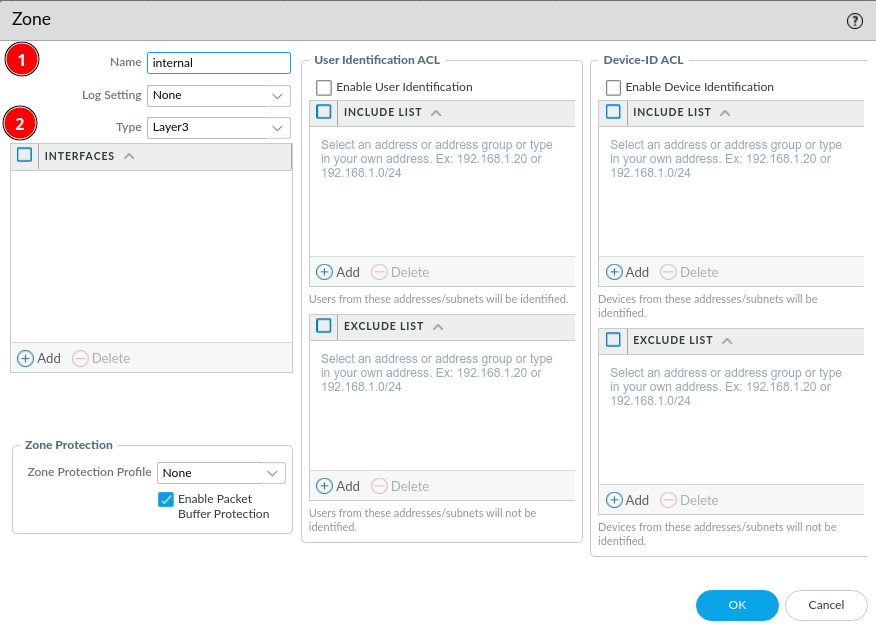 Zone
?
1
Name internal
Log Setting None
2
Type Layer3
INTERFACES
Add Delete
Zone Protection
Zone Protection Profile None
Enable Packet
Buffer Protection
User Identification ACL
Enable User Identification
INCLUDE LIST
Select an address or address group or type
in your own address. Ex: 192.168.1.20 or
192.168.1.0/24
Add Delete
Users from these addresses/subnets will be identified.
EXCLUDE LIST
Select an address or address group or type
in your own address. Ex: 192.168.1.20 or
192.168.1.0/24
Add Delete
Users from these addresses/subnets will not be
identified.
Device-ID ACL
Enable Device Identification
INCLUDE LIST
Select an address or address group or type
in your own address. Ex: 192.168.1.20 or
192.168.1.0/24
Add Delete
Devices from these addresses/subnets will be
identified.
EXCLUDE LIST
Select an address or address group or type
in your own address. Ex: 192.168.1.20 or
192.168.1.0/24
Add Delete
Devices from these addresses/subnets will not be
identified.
OK Cancel